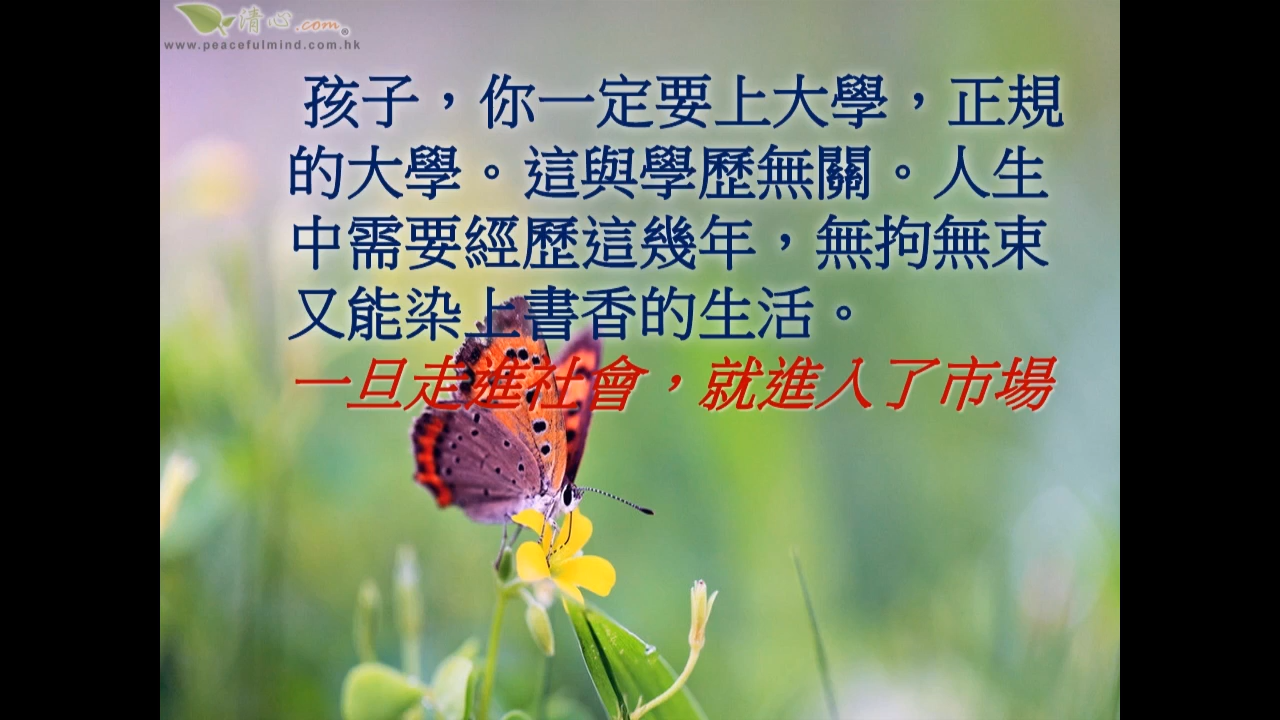 清心.com
www.peacefulmind.com.hk
孩子，你一定要上大學，正規
的大學。這與學歷無關。人生
中需要經歷這幾年，無拘無束
又能染上書香的生活。
一旦走進社會，就進入了市場